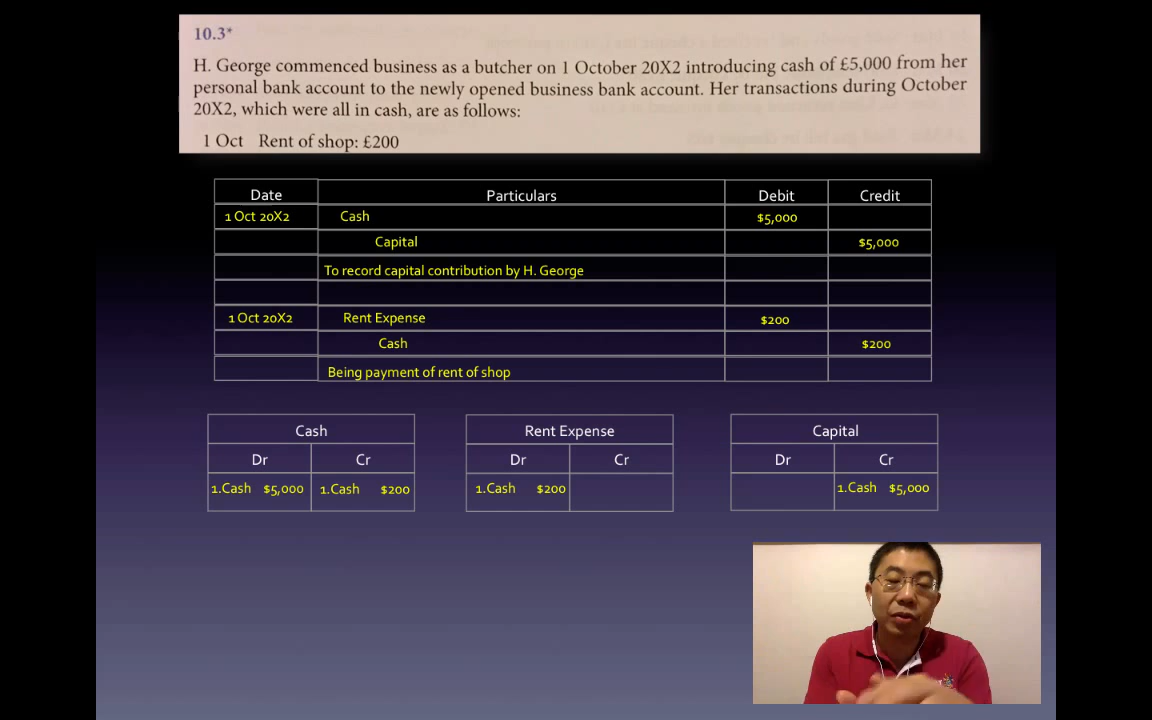 10.3*
H. George commenced business as a butcher on 1 October 20X2 introducing cash of £5,000 from her
personal bank account to the newly opened business bank account. Her transactions during October
20X2, which were all in cash, are as follows:
1 Oct Rent of shop: £200
Date Particulars Debit Credit
1 Oct 20X2 Cash $5,000
Capital $5,000
To record capital contribution by H. George
1 Oct 20X2 Rent Expense $200
Cash $200
Being payment of rent of shop
Cash Rent Expense Capital
Dr Cr Dr Cr Dr Cr
1.Cash $5,000 1.Cash $200 1.Cash $200 1.Cash $5,000